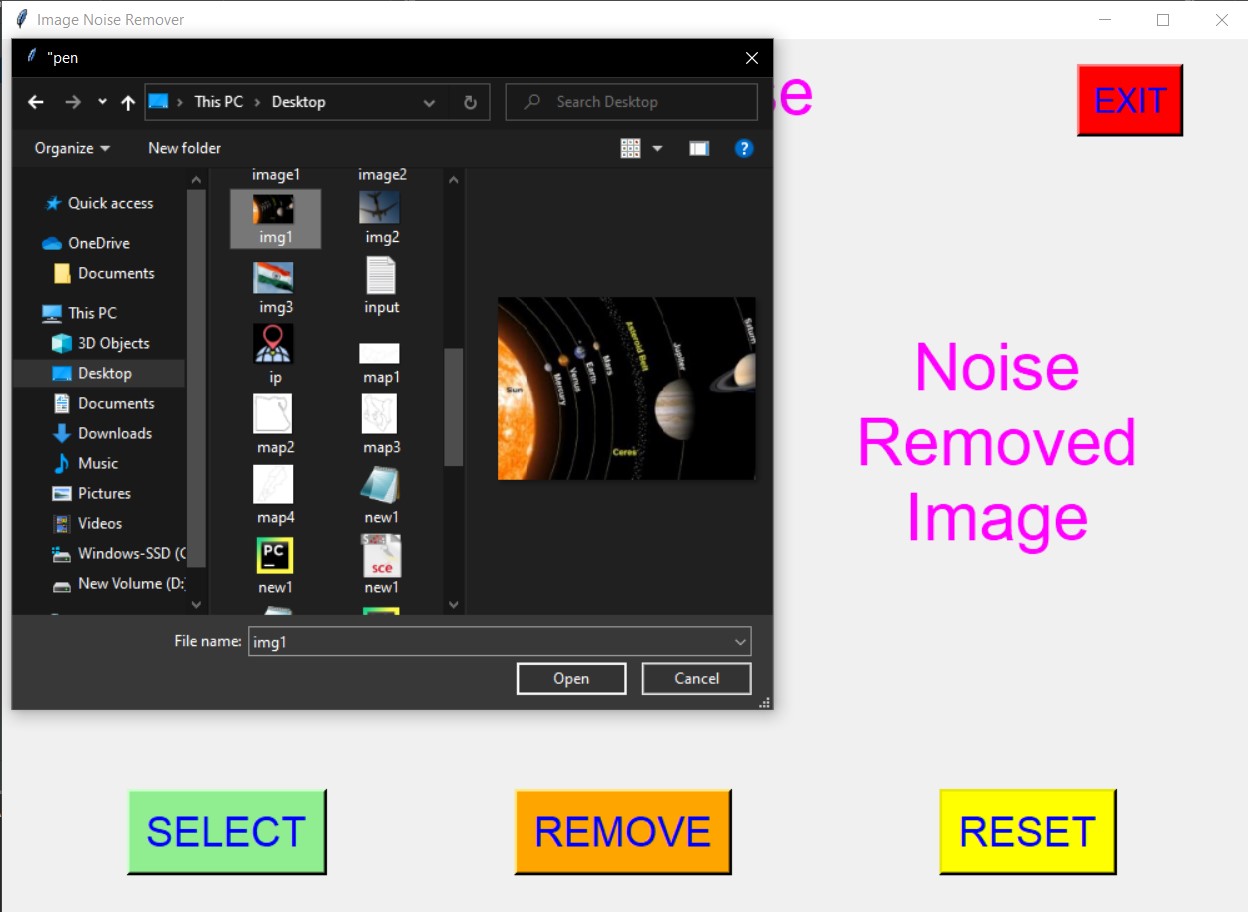 Image Noise Remover
"pen
se
EXIT
This PC
Desktop
Search Desktop
Organize
New folder
?
Quick access
OneDrive
Documents
This PC
3D Objects
Desktop
Documents
Downloads
Music
Pictures
Videos
Windows-SSD (C
New Volume (D:
image1
image2
img1
img2
img3
input
ip
map1
map2
map3
map4
new1
PC
new1
sce
new1
Sun
Mercury
Venus
Earth
Mars
Asteroid Belt
Jupiter
Saturn
Ceres
File name:
img1
Open
Cancel
Noise
Removed
Image
SELECT
REMOVE
RESET